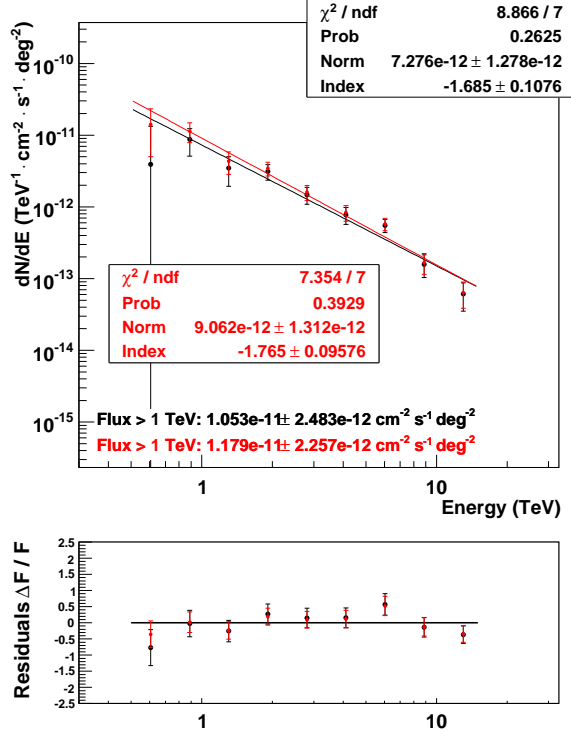 χ² / ndf 8.866 / 7
Prob 0.2625
Norm 7.276e-12 ± 1.278e-12
Index -1.685 ± 0.1076
dN/dE (TeV⁻¹ · cm⁻² · s⁻¹ · deg⁻²)
10⁻¹⁰
10⁻¹¹
10⁻¹²
10⁻¹³
10⁻¹⁴
10⁻¹⁵
χ² / ndf 7.354 / 7
Prob 0.3929
Norm 9.062e-12 ± 1.312e-12
Index -1.765 ± 0.09576
Flux > 1 TeV: 1.053e-11± 2.483e-12 cm⁻² s⁻¹ deg⁻²
Flux > 1 TeV: 1.179e-11± 2.257e-12 cm⁻² s⁻¹ deg⁻²
1 10
Energy (TeV)
Residuals ΔF / F
2.5
2
1.5
1
0.5
0
-0.5
-1
-1.5
-2
-2.5
1 10